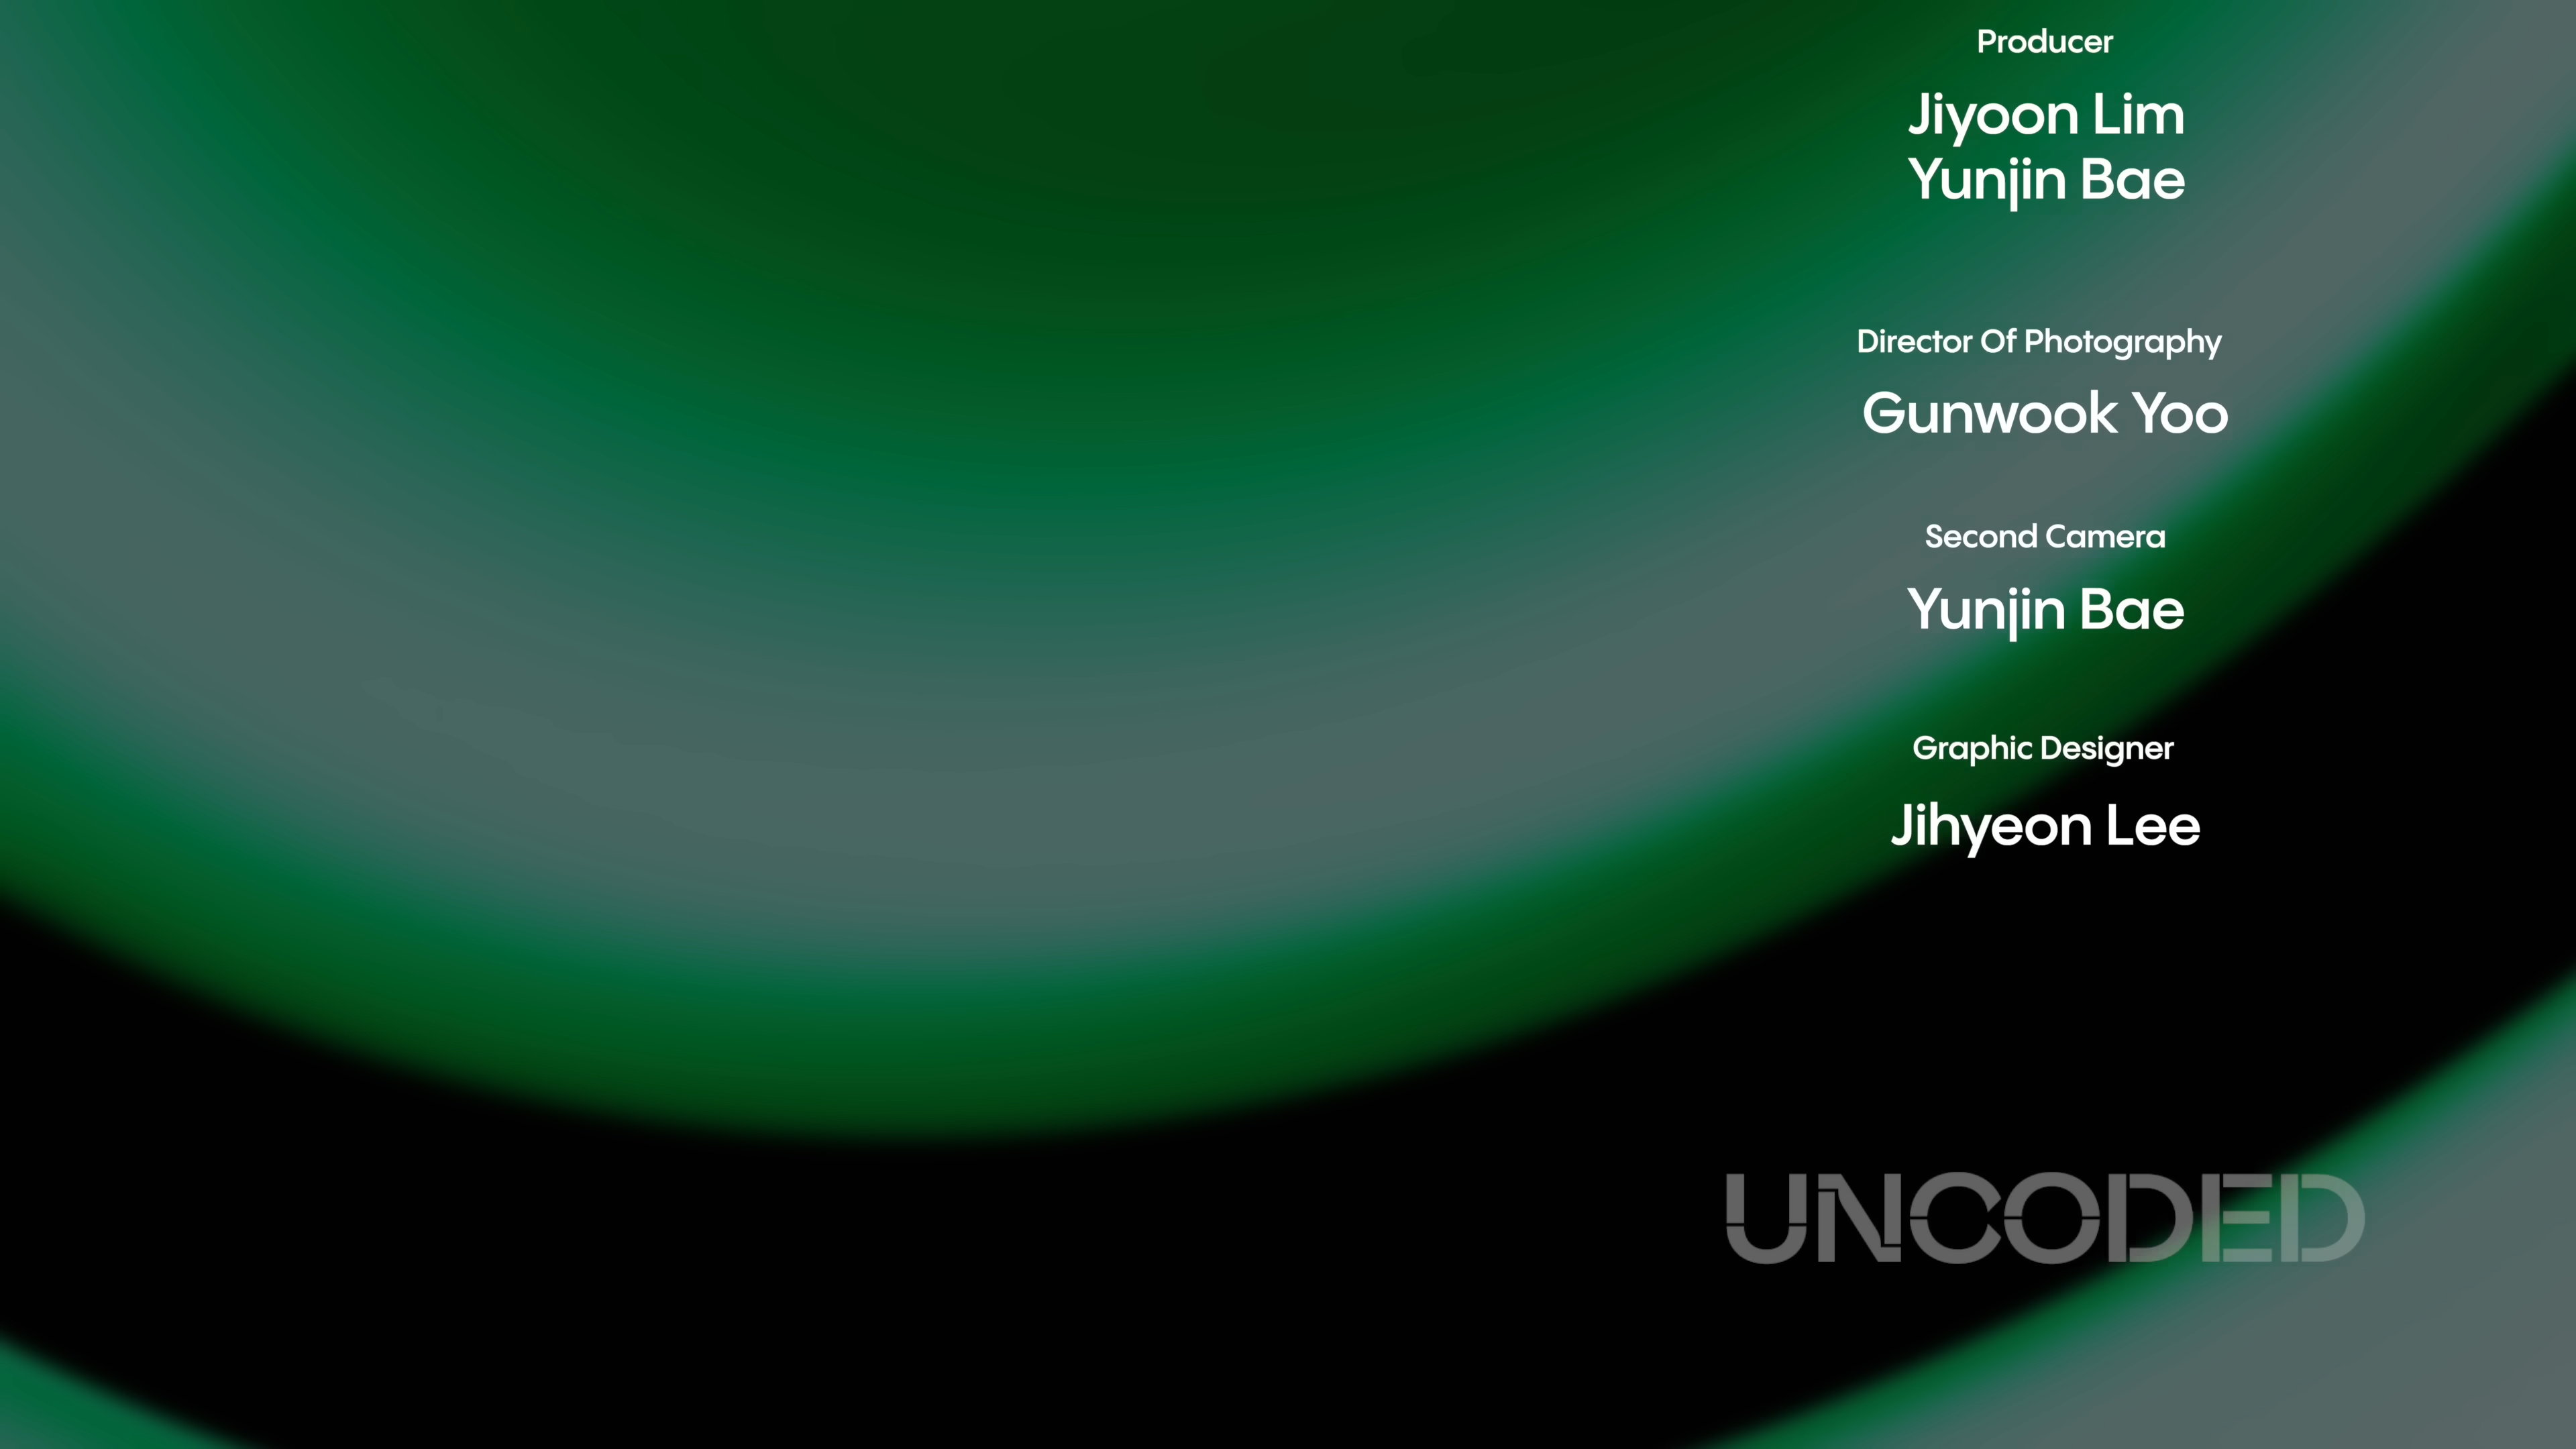 Producer
Jiyoon Lim
Yunjin Bae
Director Of Photography
Gunwook Yoo
Second Camera
Yunjin Bae
Graphic Designer
Jihyeon Lee
UNCODED